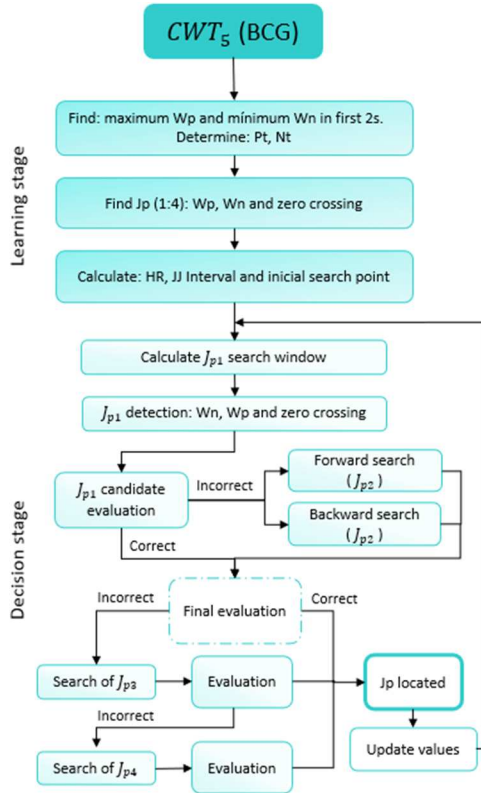 CWT₅ (BCG)
Learning stage
Find: maximum Wp and mínimum Wn in first 2s.
Determine: Pt, Nt
Find Jp (1:4): Wp, Wn and zero crossing
Calculate: HR, JJ Interval and inicial search point
Decision stage
Calculate Jₚ₁ search window
Jₚ₁ detection: Wn, Wp and zero crossing
Jₚ₁ candidate
evaluation
Incorrect
Correct
Forward search
(Jₚ₂)
Backward search
(Jₚ₂)
Final evaluation
Incorrect
Correct
Search of Jₚ₃
Evaluation
Incorrect
Search of Jₚ₄
Evaluation
Jp located
Update values